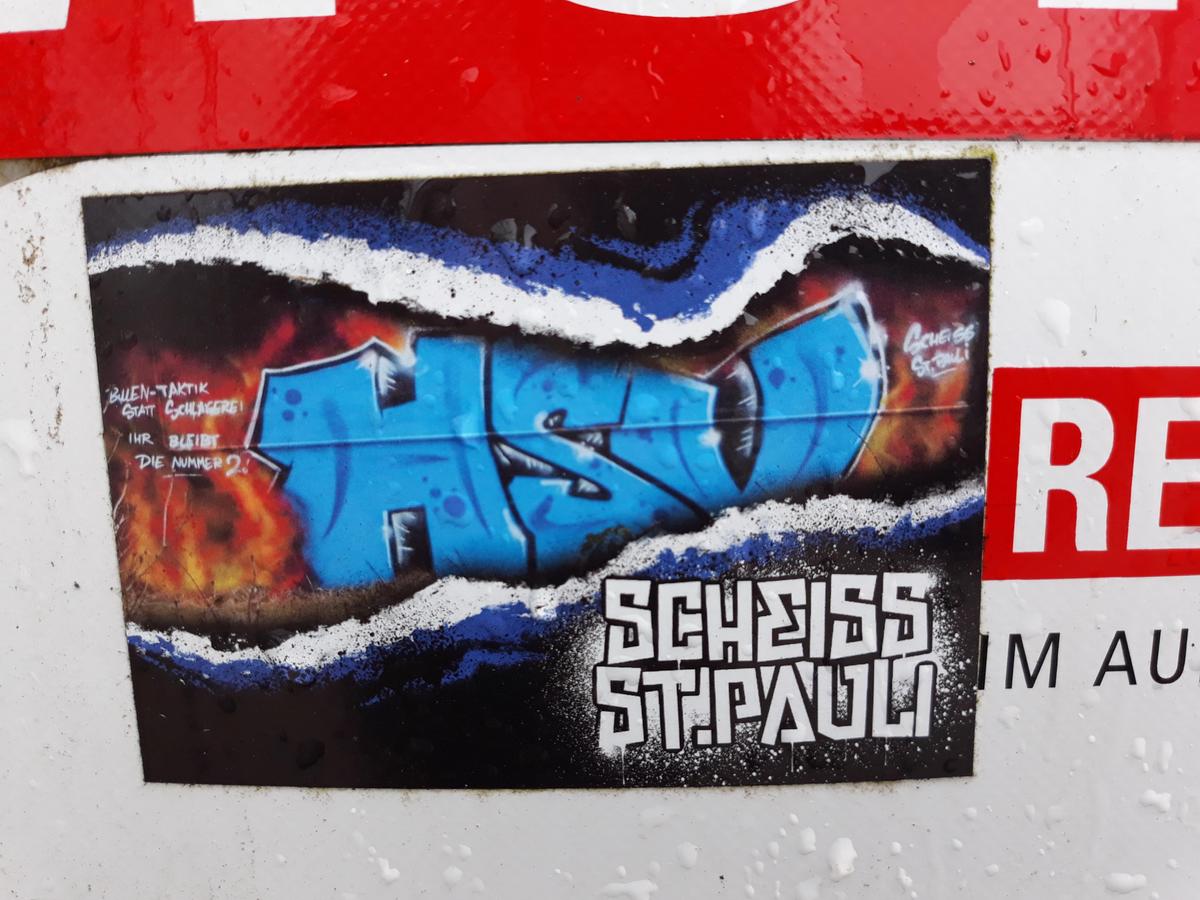 BULLEN-TAKTIK
STATT SCHLÄGEREI
IHR BLEIBT
DIE NUMMER 2.
HSV
SCHEISS
ST. PAULI
SCHEISS
ST.PAULI
RE
IM AU